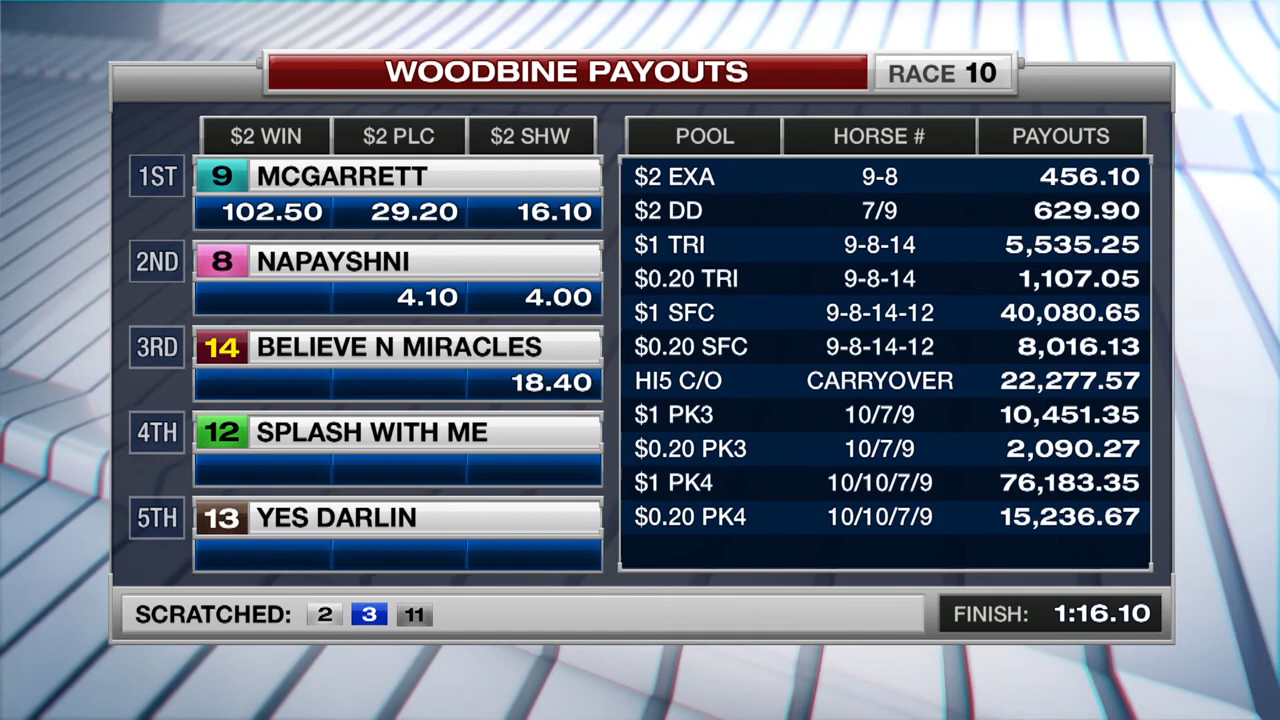 WOODBINE PAYOUTS RACE 10
$2 WIN $2 PLC $2 SHW
1ST 9 MCGARRETT
102.50 29.20 16.10
2ND 8 NAPAYSHNI
4.10 4.00
3RD 14 BELIEVE N MIRACLES
18.40
4TH 12 SPLASH WITH ME
5TH 13 YES DARLIN
POOL HORSE # PAYOUTS
$2 EXA 9-8 456.10
$2 DD 7/9 629.90
$1 TRI 9-8-14 5,535.25
$0.20 TRI 9-8-14 1,107.05
$1 SFC 9-8-14-12 40,080.65
$0.20 SFC 9-8-14-12 8,016.13
HI5 C/O CARRYOVER 22,277.57
$1 PK3 10/7/9 10,451.35
$0.20 PK3 10/7/9 2,090.27
$1 PK4 10/10/7/9 76,183.35
$0.20 PK4 10/10/7/9 15,236.67
SCRATCHED: 2 3 11
FINISH: 1:16.10